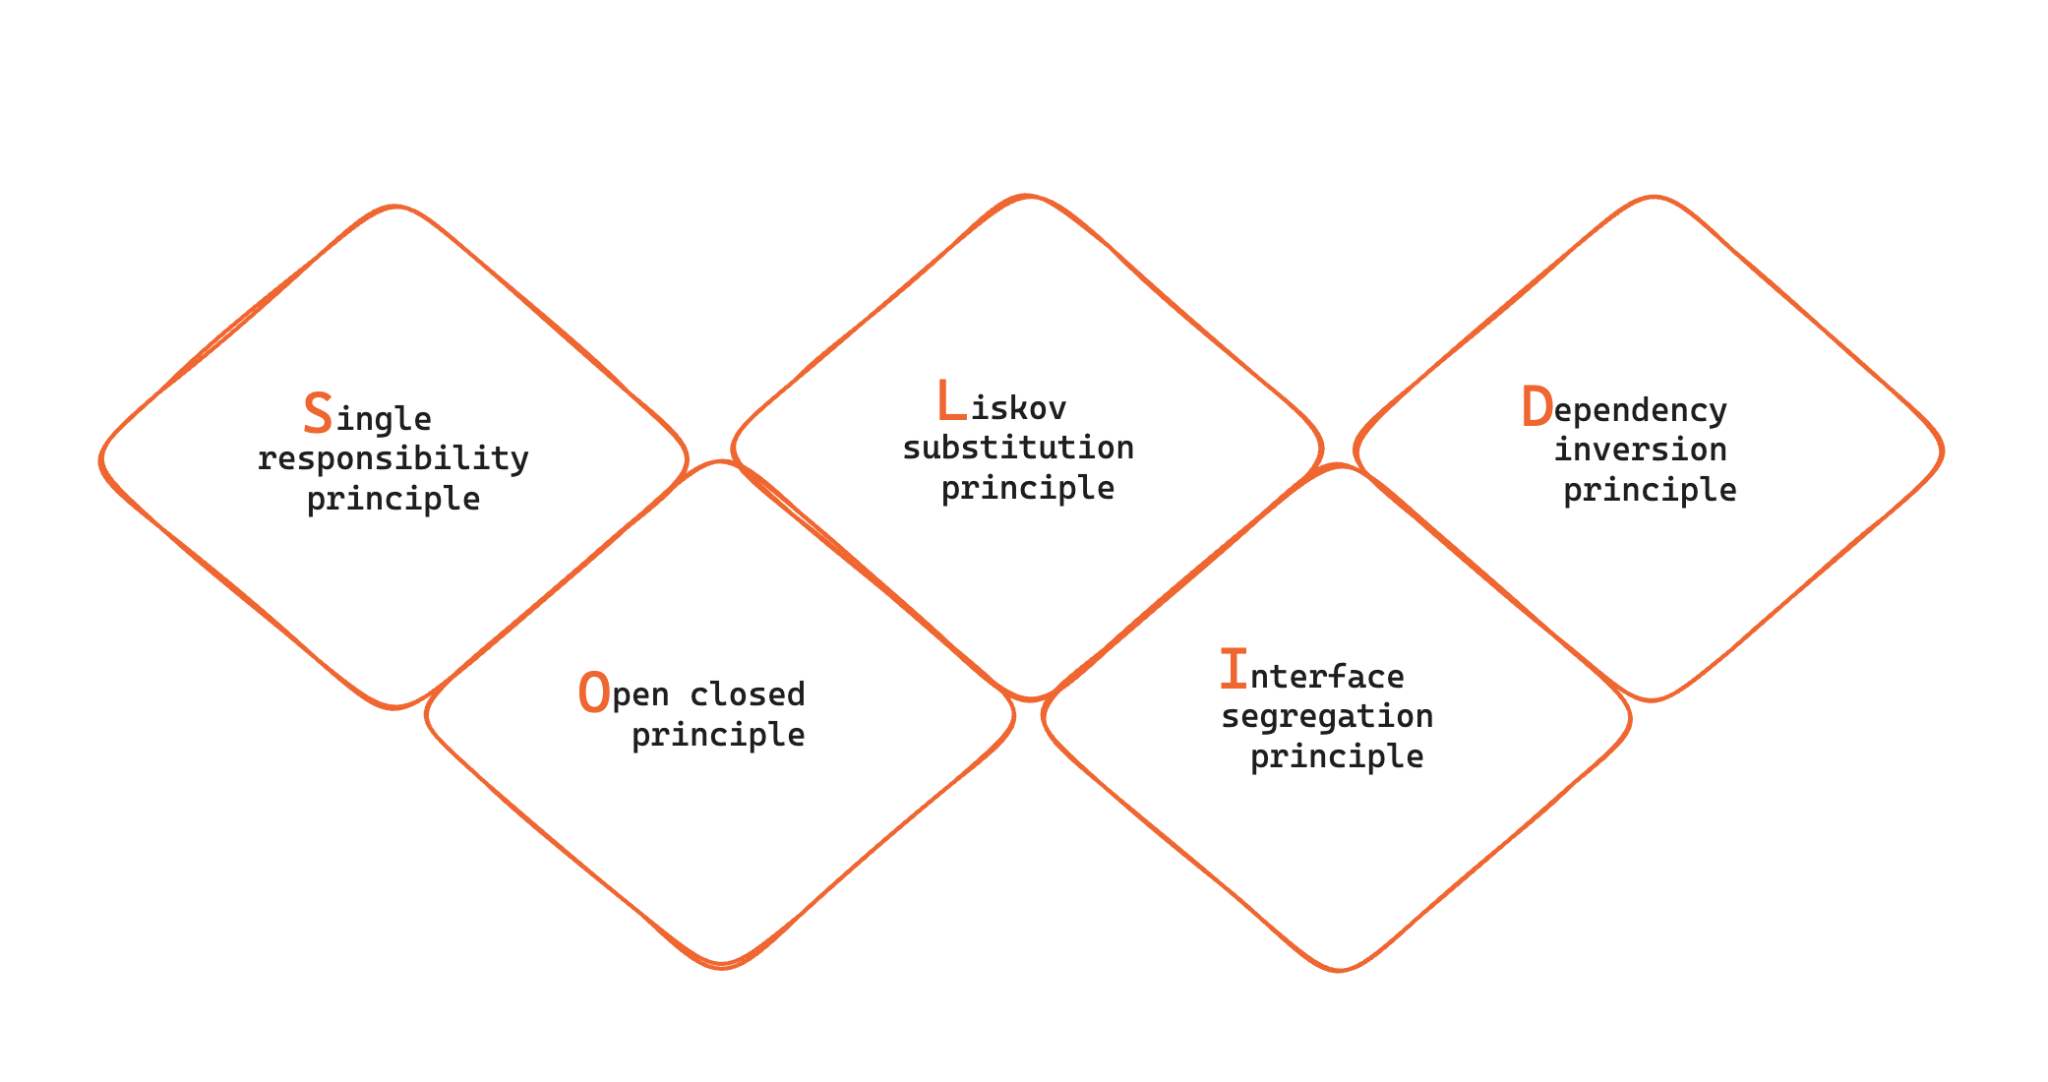 Single
responsibility
principle
Open closed
principle
Liskov
substitution
principle
Interface
segregation
principle
Dependency
inversion
principle